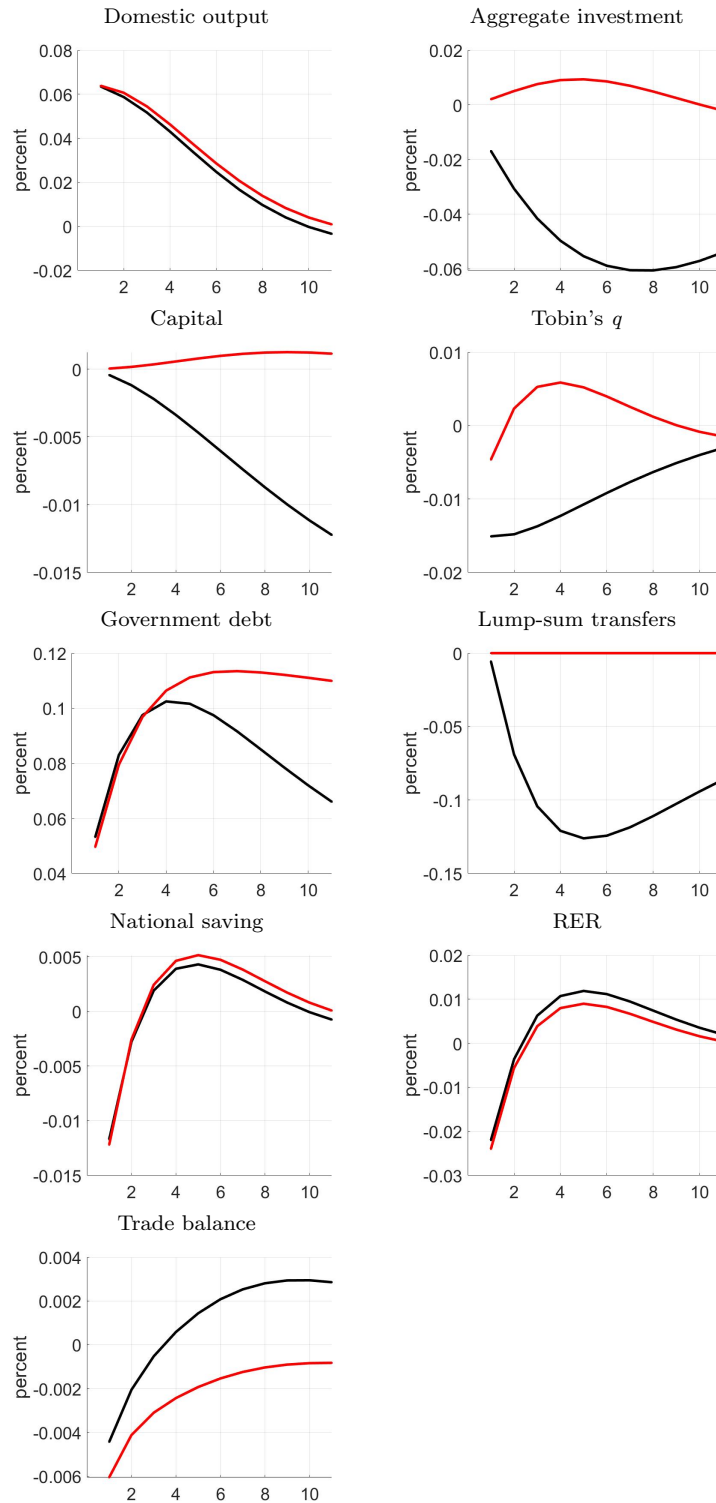 Domestic output
Aggregate investment
percent
0.08
0.06
0.04
0.02
0
-0.02
2 4 6 8 10
percent
0.02
0
-0.02
-0.04
-0.06
2 4 6 8 10
Capital
Tobin's q
percent
0
-0.005
-0.01
-0.015
2 4 6 8 10
percent
0.01
0
-0.01
-0.02
2 4 6 8 10
Government debt
Lump-sum transfers
percent
0.12
0.1
0.08
0.06
0.04
2 4 6 8 10
percent
0
-0.05
-0.1
-0.15
2 4 6 8 10
National saving
RER
percent
0.005
0
-0.005
-0.01
-0.015
2 4 6 8 10
percent
0.02
0.01
0
-0.01
-0.02
-0.03
2 4 6 8 10
Trade balance
percent
0.004
0.002
0
-0.002
-0.004
-0.006
2 4 6 8 10